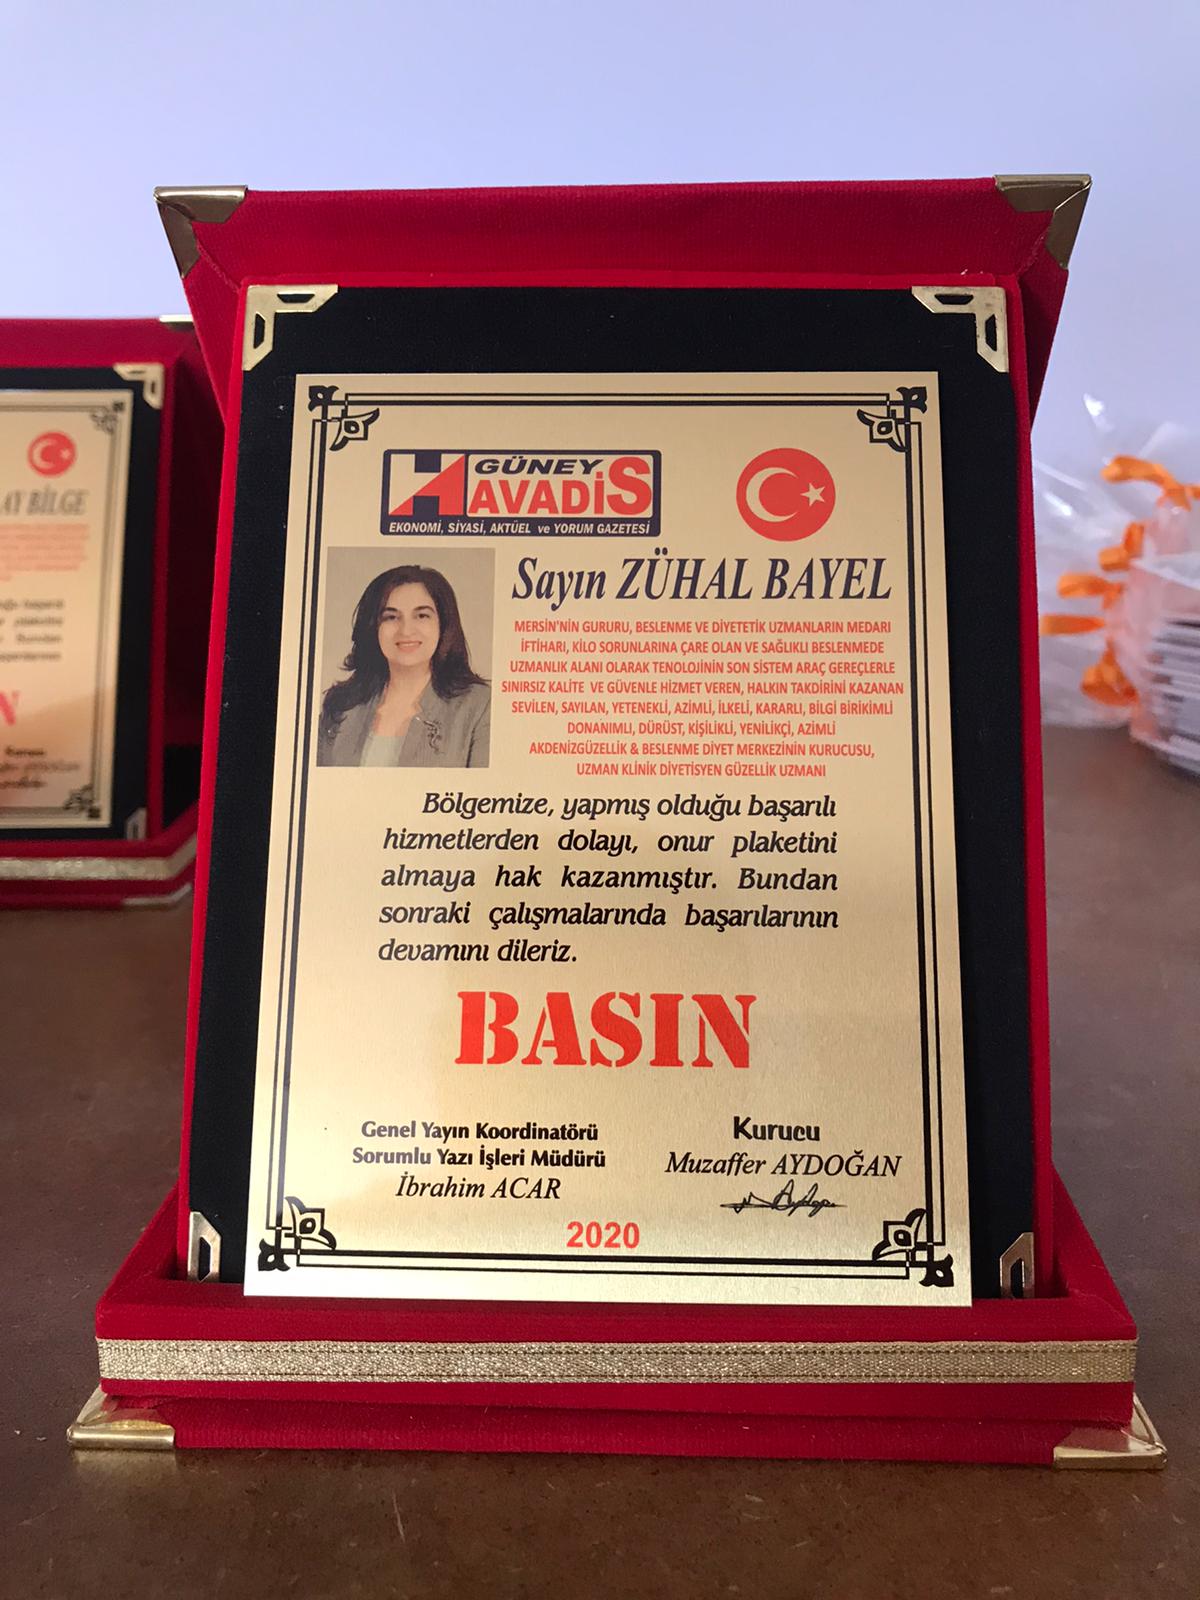 GÜNEY
HAVADİS
EKONOMİ, SİYASİ, AKTÜEL ve YORUM GAZETESİ
Sayın ZÜHAL BAYEL
MERSİN'NİN GURURU, BESLENME VE DİYETETİK UZMANLARIN MEDARI
İFTİHARI, KİLO SORUNLARINA ÇARE OLAN VE SAĞLIKLI BESLENMEDE
UZMANLIK ALANI OLARAK TENOLOJİNİN SON SİSTEM ARAÇ GEREÇLERLE
SINIRSIZ KALİTE VE GÜVENLE HİZMET VEREN, HALKIN TAKDİRİNİ KAZANAN
SEVİLEN, SAYILAN, YETENEKLİ, AZİMLİ, İLKELİ, KARARLI, BİLGİ BİRİKİMLİ
DONANIMLI, DÜRÜST, KİŞİLİKLİ, YENİLİKÇİ, AZİMLİ
AKDENİZGÜZELLİK & BESLENME DİYET MERKEZİNİN KURUCUSU,
UZMAN KLİNİK DİYETİSYEN GÜZELLİK UZMANI
Bölgemize, yapmış olduğu başarılı
hizmetlerden dolayı, onur plaketini
almaya hak kazanmıştır. Bundan
sonraki çalışmalarında başarılarının
devamını dileriz.
BASIN
Genel Yayın Koordinatörü
Sorumlu Yazı İşleri Müdürü
İbrahim ACAR
Kurucu
Muzaffer AYDOĞAN
2020
AY BİLGE